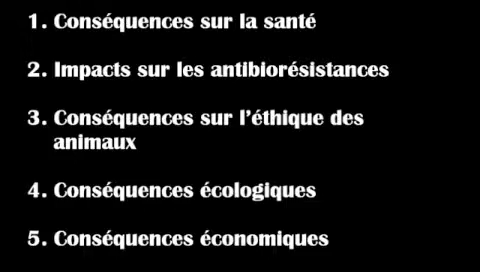 1. Conséquences sur la santé
2. Impacts sur les antibiorésistances
3. Conséquences sur l'éthique des
animaux
4. Conséquences écologiques
5. Conséquences économiques